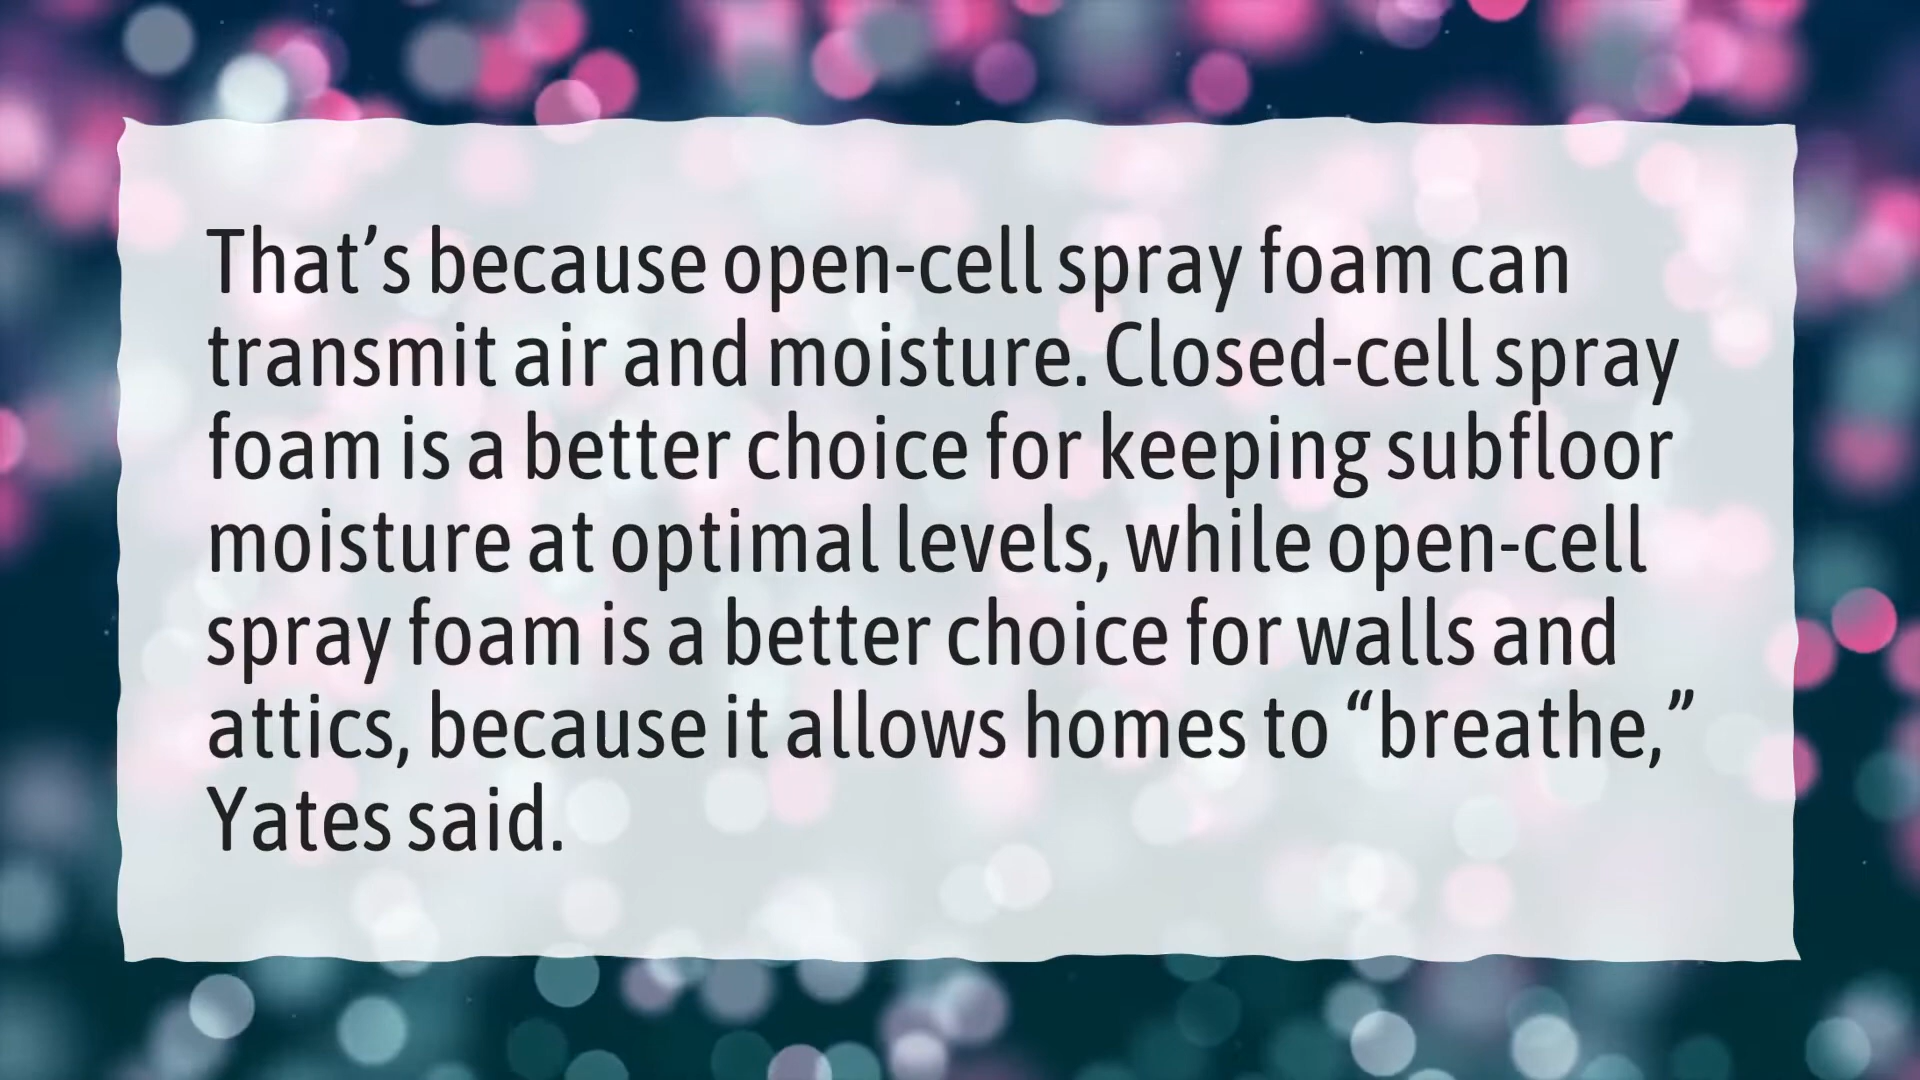 That’s because open-cell spray foam can
transmit air and moisture. Closed-cell spray
foam is a better choice for keeping subfloor
moisture at optimal levels, while open-cell
spray foam is a better choice for walls and
attics, because it allows homes to “breathe,”
Yates said.